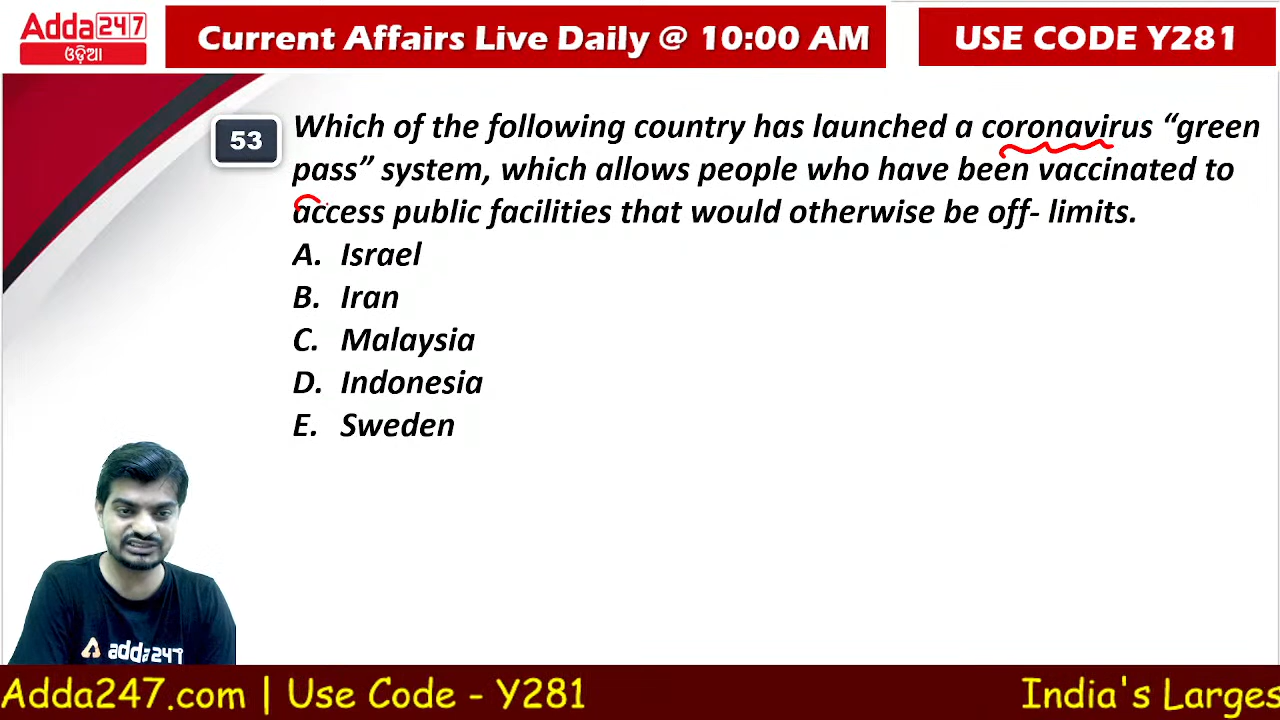 Adda247
ଓଡ଼ିଆ
Current Affairs Live Daily @ 10:00 AM
USE CODE Y281
53
Which of the following country has launched a coronavirus “green
pass” system, which allows people who have been vaccinated to
access public facilities that would otherwise be off- limits.
A. Israel
B. Iran
C. Malaysia
D. Indonesia
E. Sweden
adda247
Adda247.com | Use Code - Y281
India's Larges